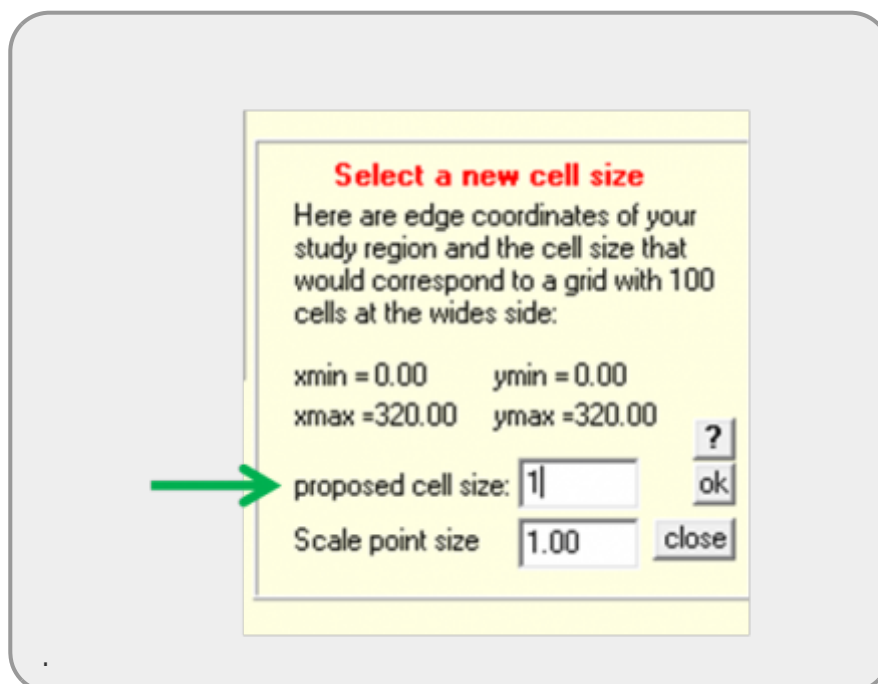 Select a new cell size
Here are edge coordinates of your
study region and the cell size that
would correspond to a grid with 100
cells at the wides side:
xmin =0.00 ymin =0.00
xmax =320.00 ymax =320.00
?
proposed cell size: 1 ok
Scale point size 1.00 close
.